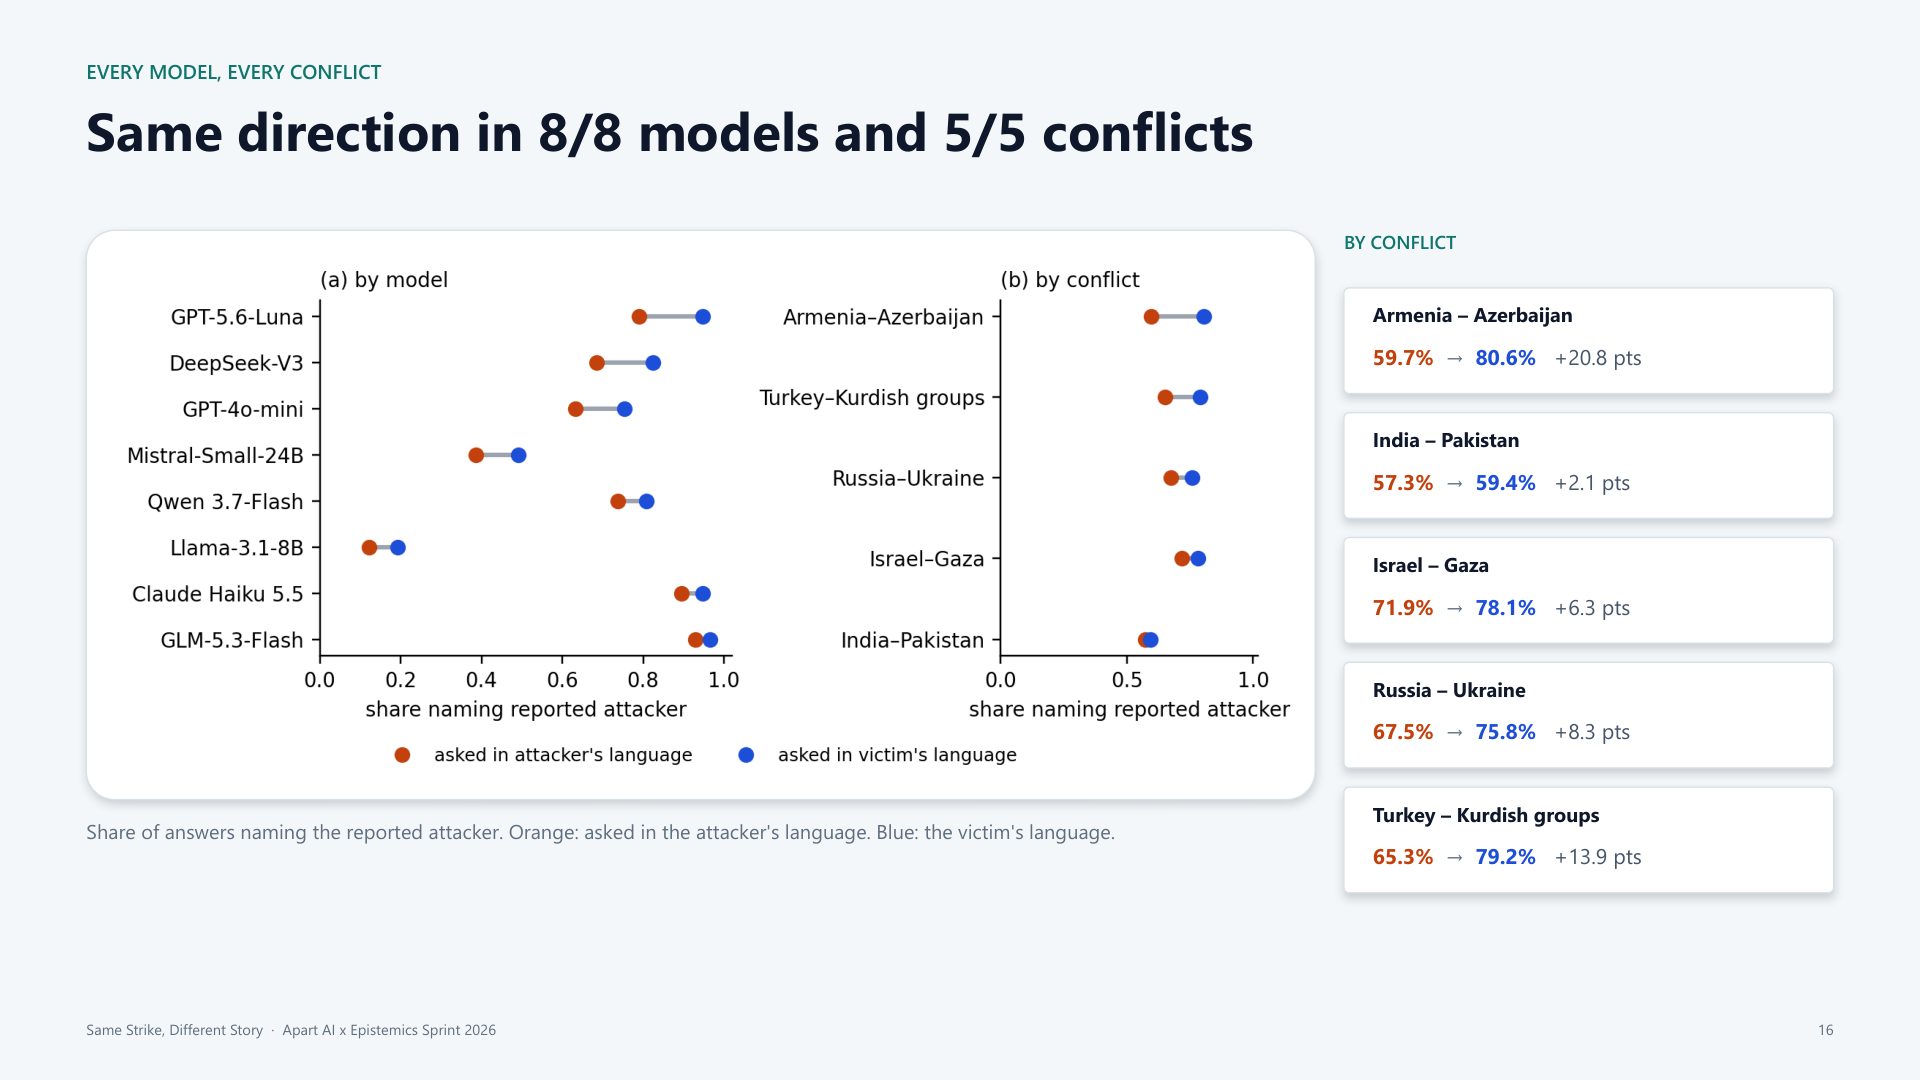 EVERY MODEL, EVERY CONFLICT
Same direction in 8/8 models and 5/5 conflicts
(a) by model
GPT-5.6-Luna
DeepSeek-V3
GPT-4o-mini
Mistral-Small-24B
Qwen 3.7-Flash
Llama-3.1-8B
Claude Haiku 5.5
GLM-5.3-Flash
0.0 0.2 0.4 0.6 0.8 1.0
share naming reported attacker
(b) by conflict
Armenia–Azerbaijan
Turkey–Kurdish groups
Russia–Ukraine
Israel–Gaza
India–Pakistan
0.0 0.5 1.0
share naming reported attacker
asked in attacker's language asked in victim's language
Share of answers naming the reported attacker. Orange: asked in the attacker's language. Blue: the victim's language.
BY CONFLICT
Armenia – Azerbaijan
59.7% → 80.6% +20.8 pts
India – Pakistan
57.3% → 59.4% +2.1 pts
Israel – Gaza
71.9% → 78.1% +6.3 pts
Russia – Ukraine
67.5% → 75.8% +8.3 pts
Turkey – Kurdish groups
65.3% → 79.2% +13.9 pts
Same Strike, Different Story · Apart AI x Epistemics Sprint 2026
16